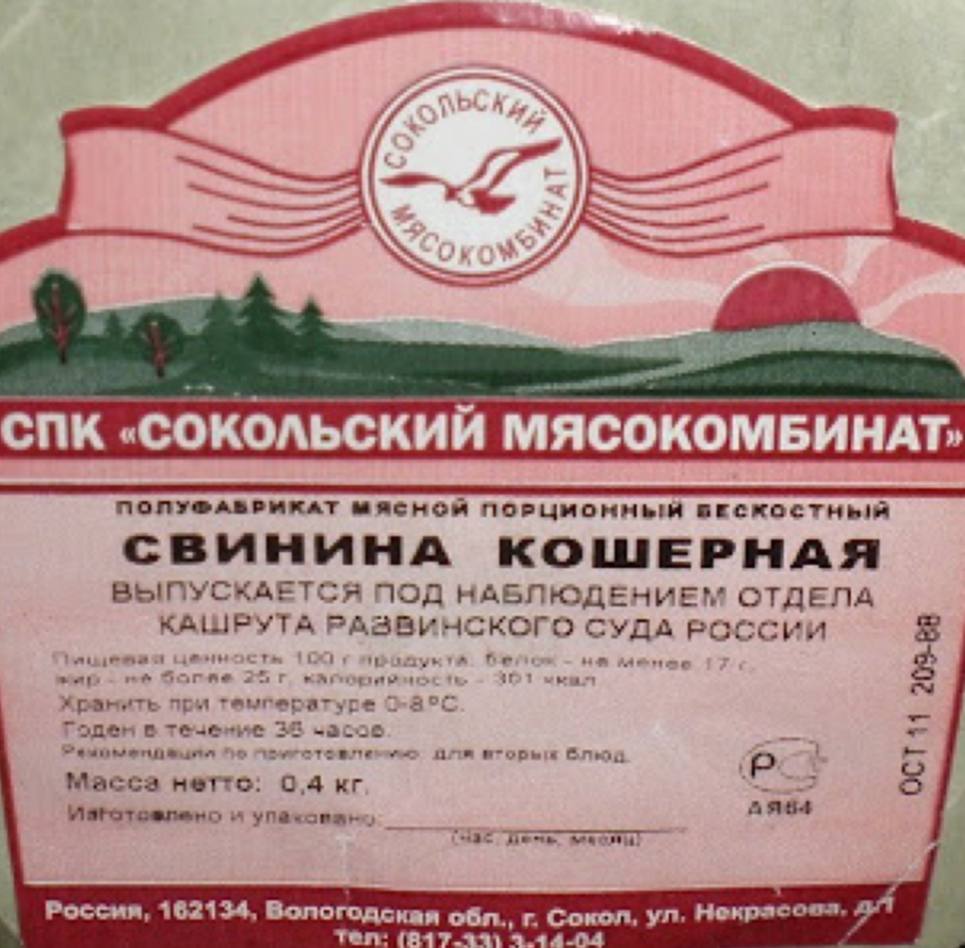 СОКОЛЬСКИЙ
МЯСОКОМБИНАТ
СПК «СОКОЛЬСКИЙ МЯСОКОМБИНАТ»
ПОЛУФАБРИКАТ МЯСНОЙ ПОРЦИОННЫЙ БЕСКОСТНЫЙ
СВИНИНА КОШЕРНАЯ
ВЫПУСКАЕТСЯ ПОД НАБЛЮДЕНИЕМ ОТДЕЛА
КАШРУТА РАВВИНСКОГО СУДА РОССИИ
Пищевая ценность 100 г продукта: белок - не менее 17 г,
жир - не более 25 г, калорийность - 301 ккал
Хранить при температуре 0-8°С.
Годен в течение 36 часов.
Рекомендации по приготовлению: для вторых блюд.
Масса нетто: 0,4 кг.
Изготовлено и упаковано:
(час, день, месяц)
РС
АЯ64
ОСТ 11 209-88
Россия, 162134, Вологодская обл., г. Сокол, ул. Некрасова, д/1
тел: (817-33) 3-14-04